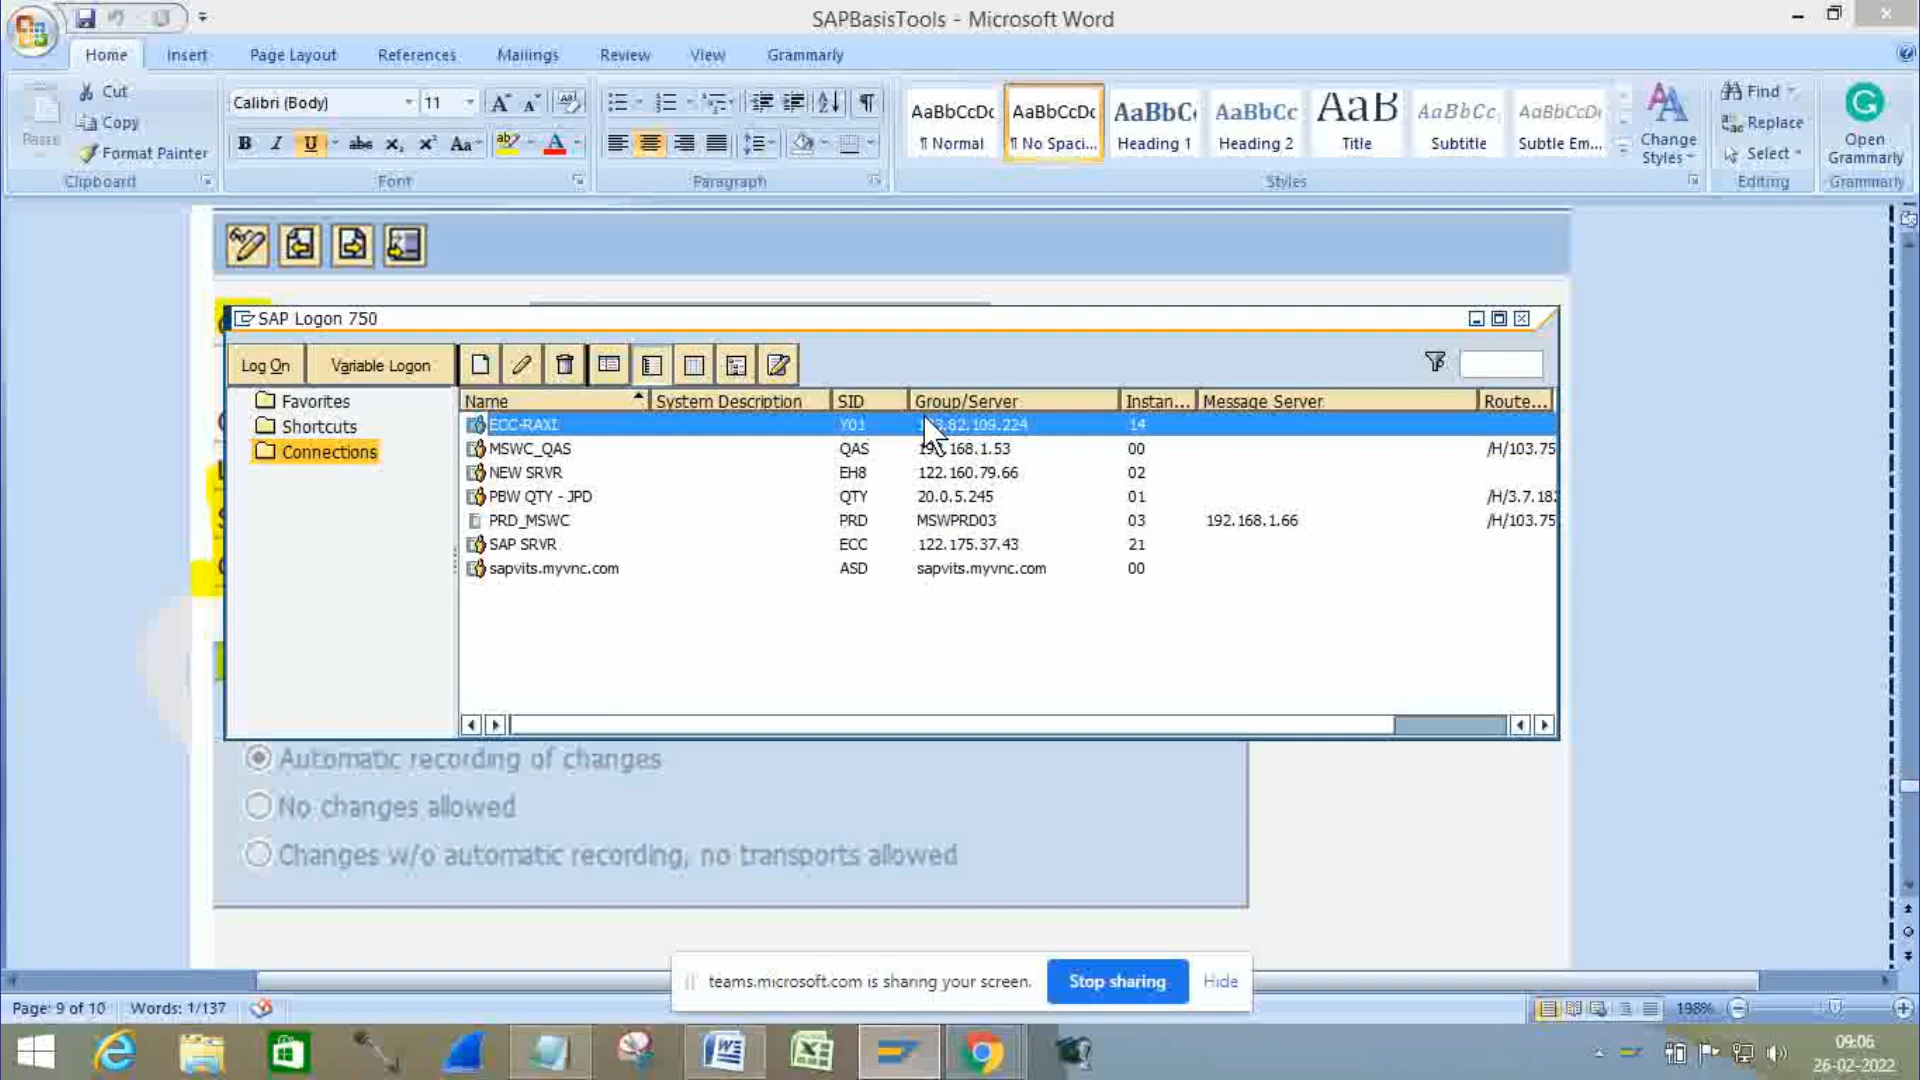 SAPBasisTools - Microsoft Word
Home Insert Page Layout References Mailings Review View Grammarly
Paste
Cut
Copy
Format Painter
Clipboard
Calibri (Body) 11
Font
Paragraph
AaBbCcDc AaBbCcDc AaBbC AaBbCc AaB AaBbCc. AaBbCcDi
¶ Normal ¶ No Spaci... Heading 1 Heading 2 Title Subtitle Subtle Em...
Change Styles
Styles
Find
Replace
Select
Editing
Open Grammarly
Grammarly
SAP Logon 750
Log On Variable Logon
Favorites
Shortcuts
Connections
Name System Description SID Group/Server Instan... Message Server Route...
ECC-RAXI Y01 82.109.224 14
MSWC_QAS QAS 168.1.53 00 /H/103.75
NEW SRVR EH8 122.160.79.66 02
PBW QTY - JPD QTY 20.0.5.245 01 /H/3.7.18
PRD_MSWC PRD MSWPRD03 03 192.168.1.66 /H/103.75
SAP SRVR ECC 122.175.37.43 21
sapvits.myvnc.com ASD sapvits.myvnc.com 00
Automatic recording of changes
No changes allowed
Changes w/o automatic recording, no transports allowed
teams.microsoft.com is sharing your screen. Stop sharing Hide
Page: 9 of 10 Words: 1/137 198%
09:06
26-02-2022